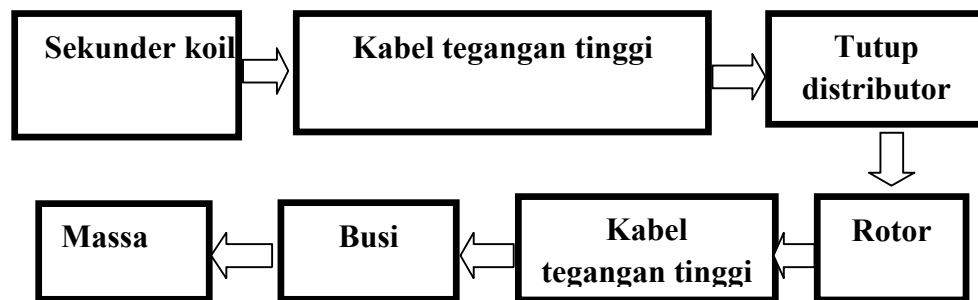 Sekunder koil
Kabel tegangan tinggi
Tutup
distributor
Rotor
Kabel
tegangan tinggi
Busi
Massa